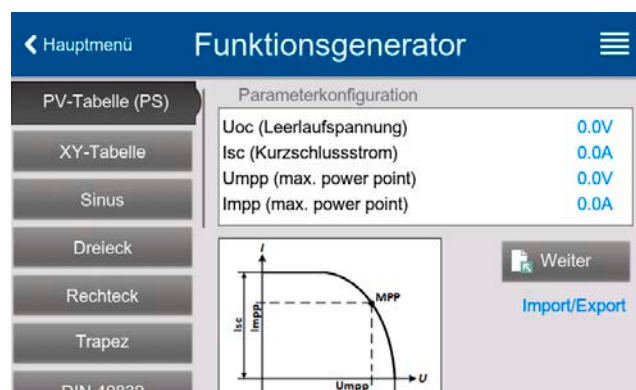 Hauptmenü
Funktionsgenerator
PV-Tabelle (PS)
XY-Tabelle
Sinus
Dreieck
Rechteck
Trapez
Parameterkonfiguration
Uoc (Leerlaufspannung) 0.0V
Isc (Kurzschlussstrom) 0.0A
Umpp (max. power point) 0.0V
Impp (max. power point) 0.0A
I
MPP
Isc
Impp
Umpp
U
Weiter
Import/Export